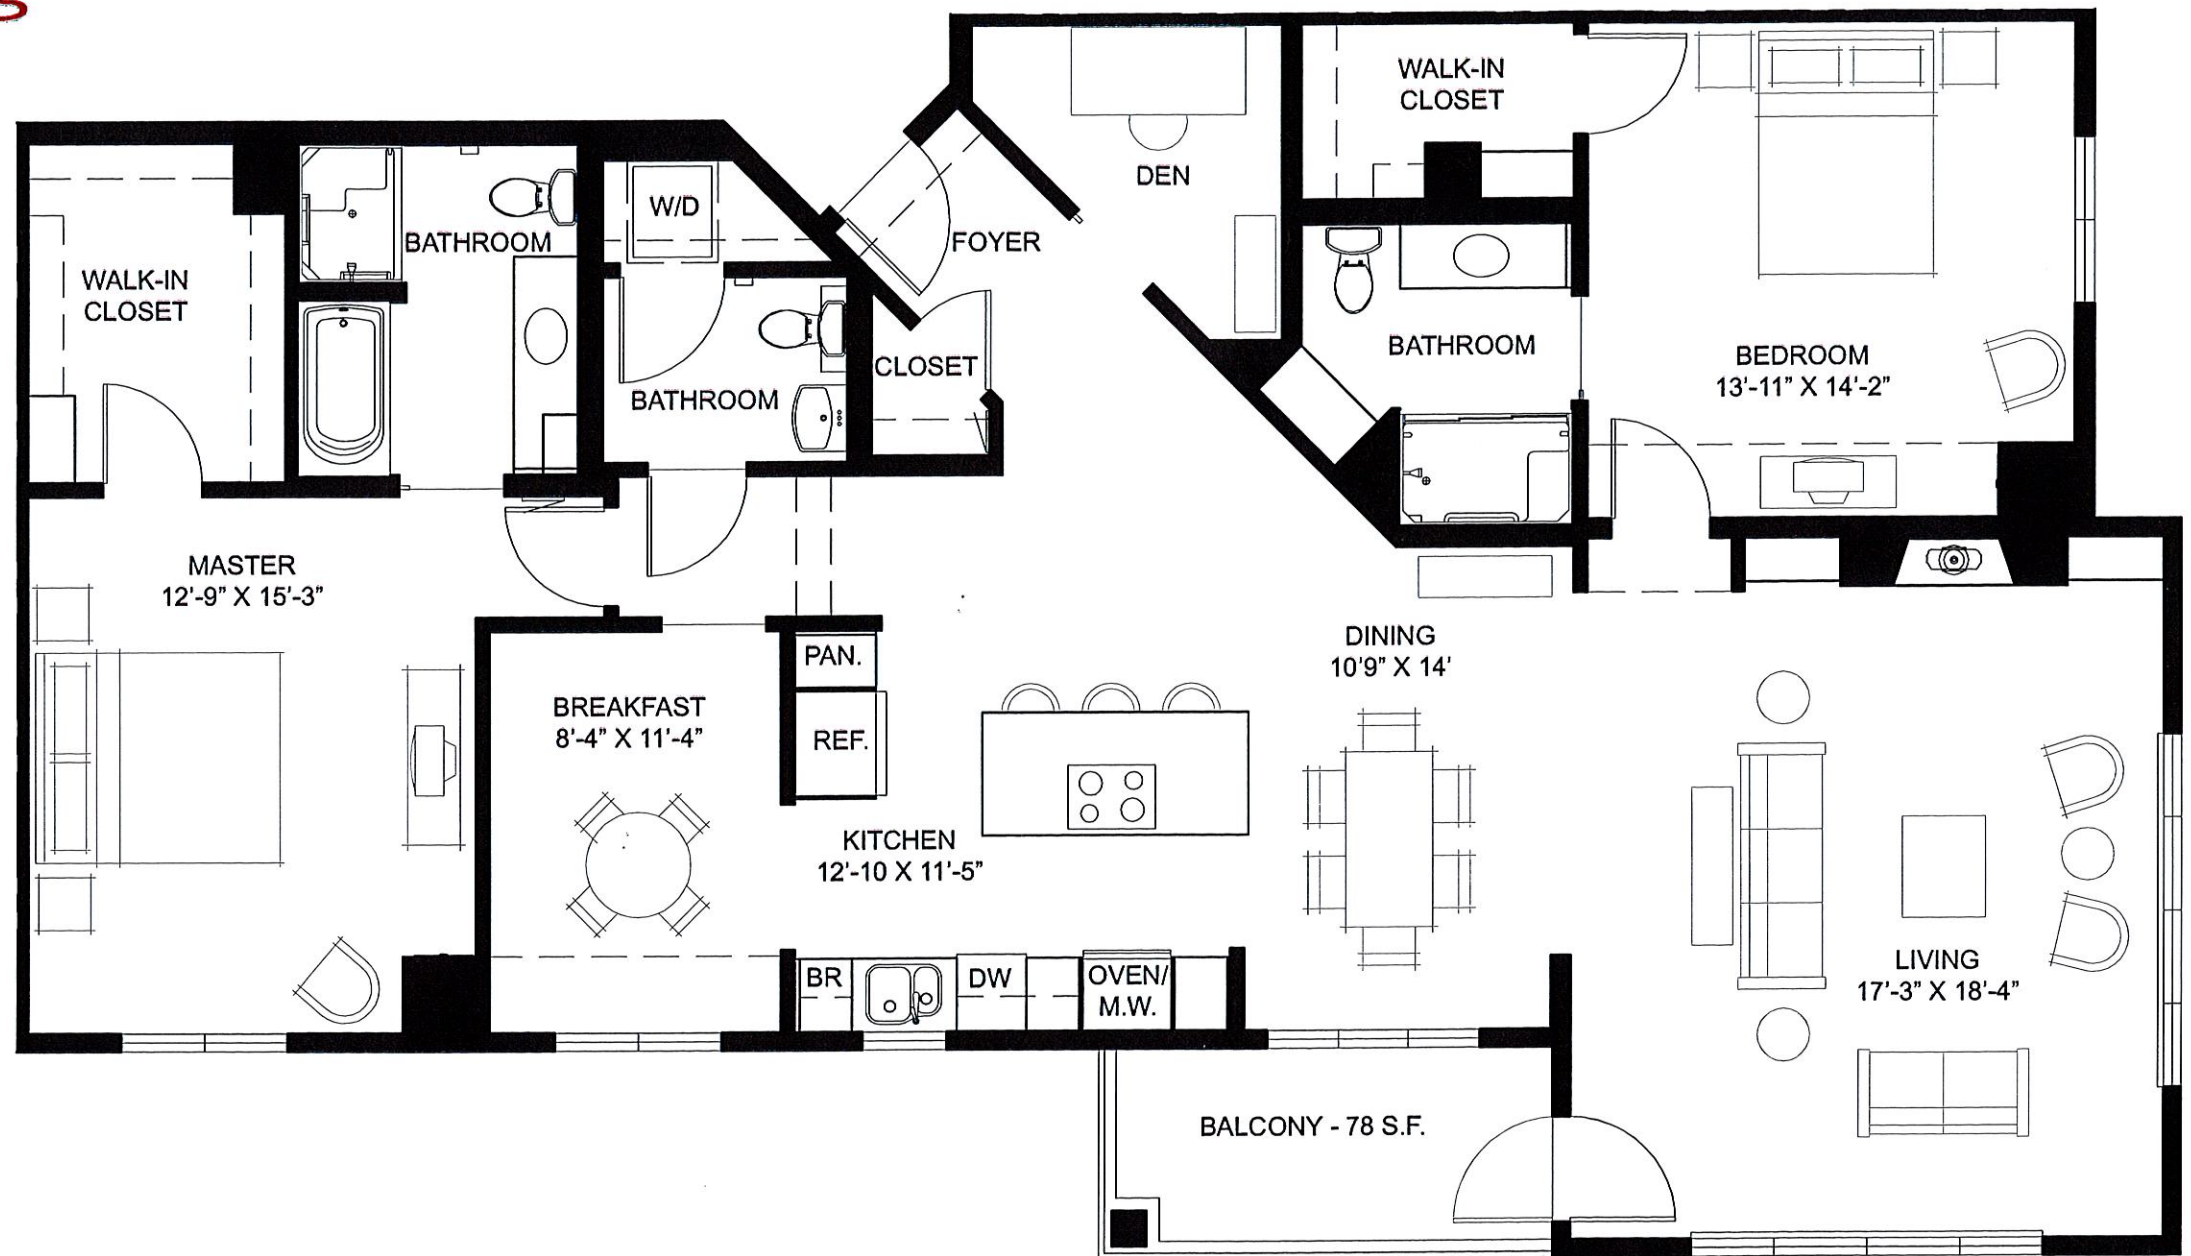 WALK-IN
CLOSET
DEN
W/D
BATHROOM
FOYER
WALK-IN
CLOSET
BATHROOM
BEDROOM
13'-11" X 14'-2"
CLOSET
BATHROOM
MASTER
12'-9" X 15'-3"
PAN.
DINING
10'9" X 14'
BREAKFAST
8'-4" X 11'-4"
REF.
KITCHEN
12'-10 X 11'-5"
LIVING
17'-3" X 18'-4"
BR
DW
OVEN/
M.W.
BALCONY - 78 S.F.